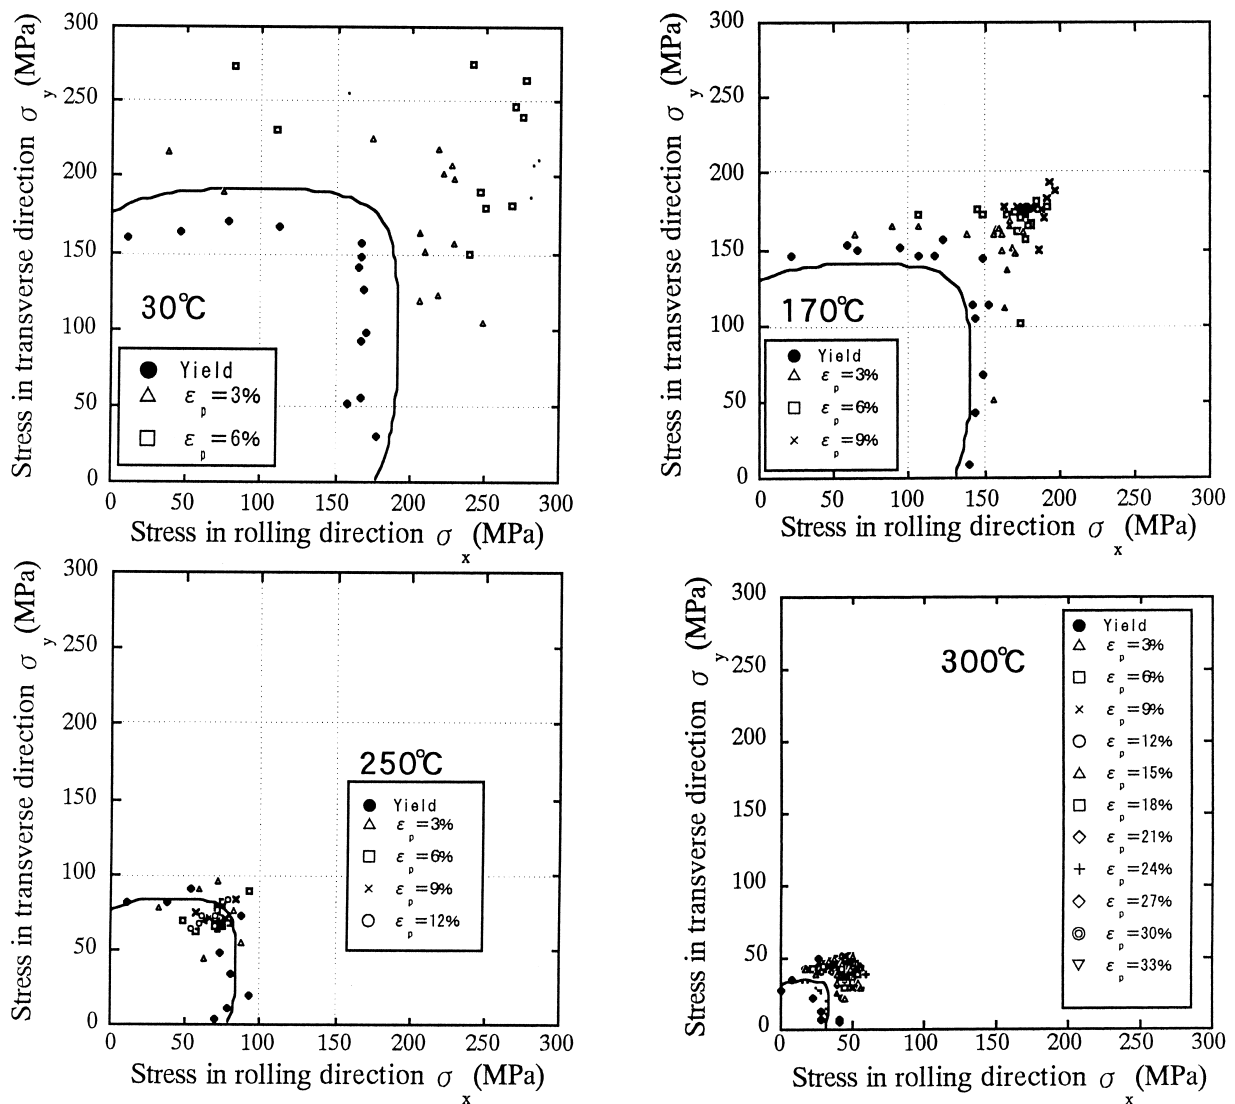 300
250
200
150
100
50
0
Stress in transverse direction σy (MPa)
30℃
Yield
εp=3%
εp=6%
0 50 100 150 200 250 300
Stress in rolling direction σx (MPa)
300
250
200
150
100
50
0
Stress in transverse direction σy (MPa)
170℃
Yield
εp=3%
εp=6%
εp=9%
0 50 100 150 200 250 300
Stress in rolling direction σx (MPa)
300
250
200
150
100
50
0
Stress in transverse direction σy (MPa)
250℃
Yield
εp=3%
εp=6%
εp=9%
εp=12%
0 50 100 150 200 250 300
Stress in rolling direction σx (MPa)
300
250
200
150
100
50
0
Stress in transverse direction σy (MPa)
300℃
Yield
εp=3%
εp=6%
εp=9%
εp=12%
εp=15%
εp=18%
εp=21%
εp=24%
εp=27%
εp=30%
εp=33%
0 50 100 150 200 250 300
Stress in rolling direction σx (MPa)